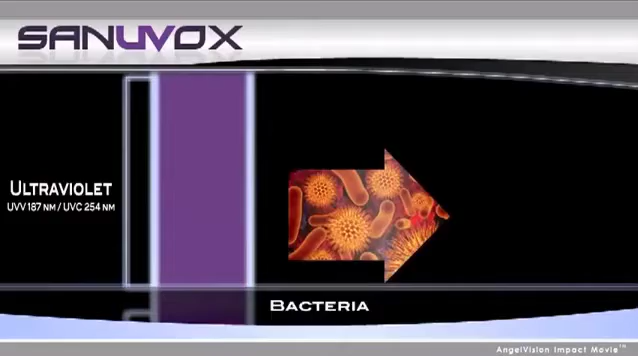 SANUVOX
ULTRAVIOLET
UVV 187 NM / UVC 254 NM
BACTERIA
AngelVision Impact Movie™